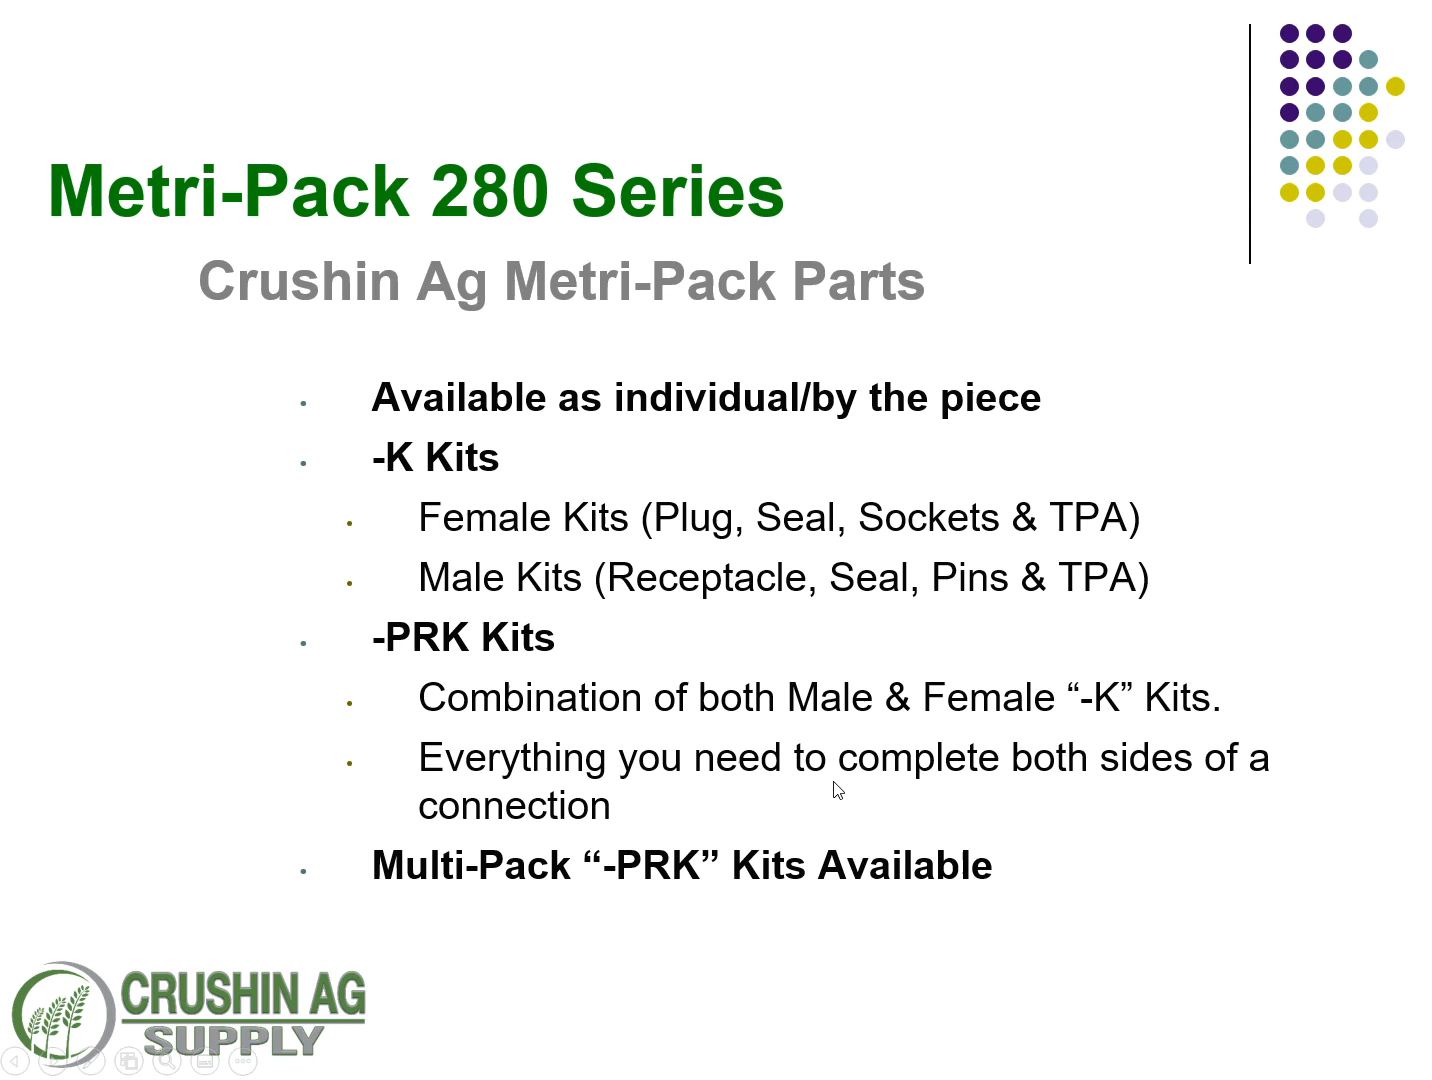 Metri-Pack 280 Series
Crushin Ag Metri-Pack Parts
• Available as individual/by the piece
• -K Kits
• Female Kits (Plug, Seal, Sockets & TPA)
• Male Kits (Receptacle, Seal, Pins & TPA)
• -PRK Kits
• Combination of both Male & Female “-K” Kits.
• Everything you need to complete both sides of a
connection
• Multi-Pack “-PRK” Kits Available
CRUSHIN AG
SUPPLY